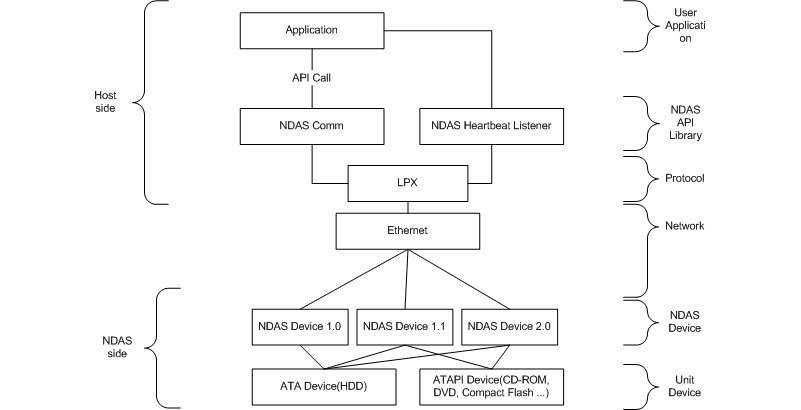 Application
User
Applicati
on
API Call
Host
side
NDAS Comm
NDAS Heartbeat Listener
NDAS
API
Library
LPX
Protocol
Ethernet
Network
NDAS
side
NDAS Device 1.0
NDAS Device 1.1
NDAS Device 2.0
NDAS
Device
ATA Device(HDD)
ATAPI Device(CD-ROM,
DVD, Compact Flash ...)
Unit
Device